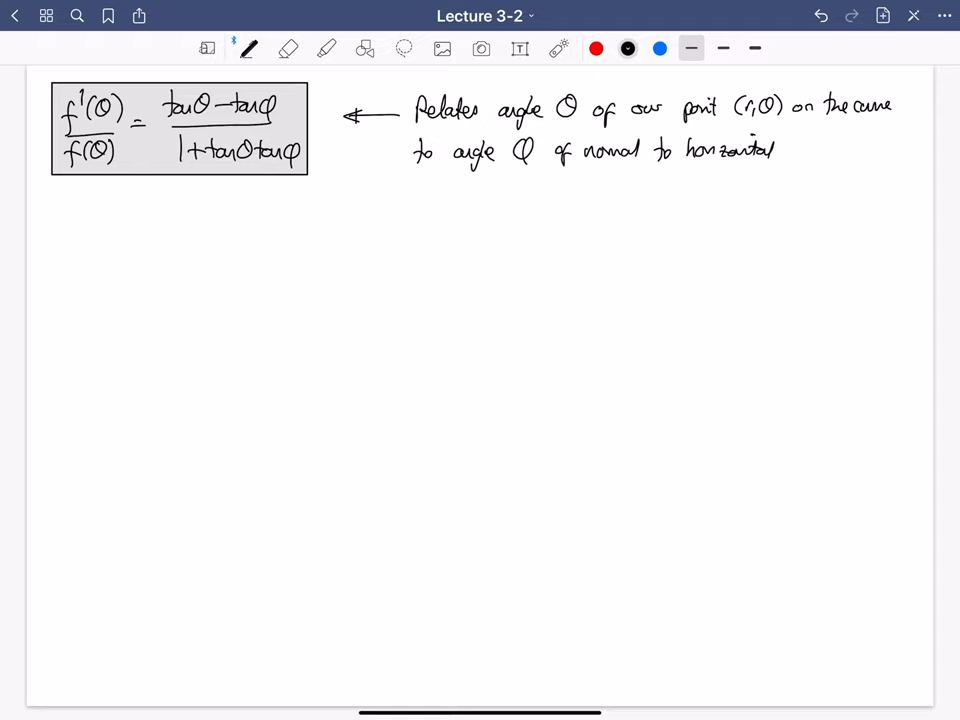 Lecture 3-2
f'(θ)/f(θ) = (tanθ - tanφ)/(1 + tanθ tanφ)
Relates angle θ of our point (r,θ) on the curve
to angle φ of normal to horizontal